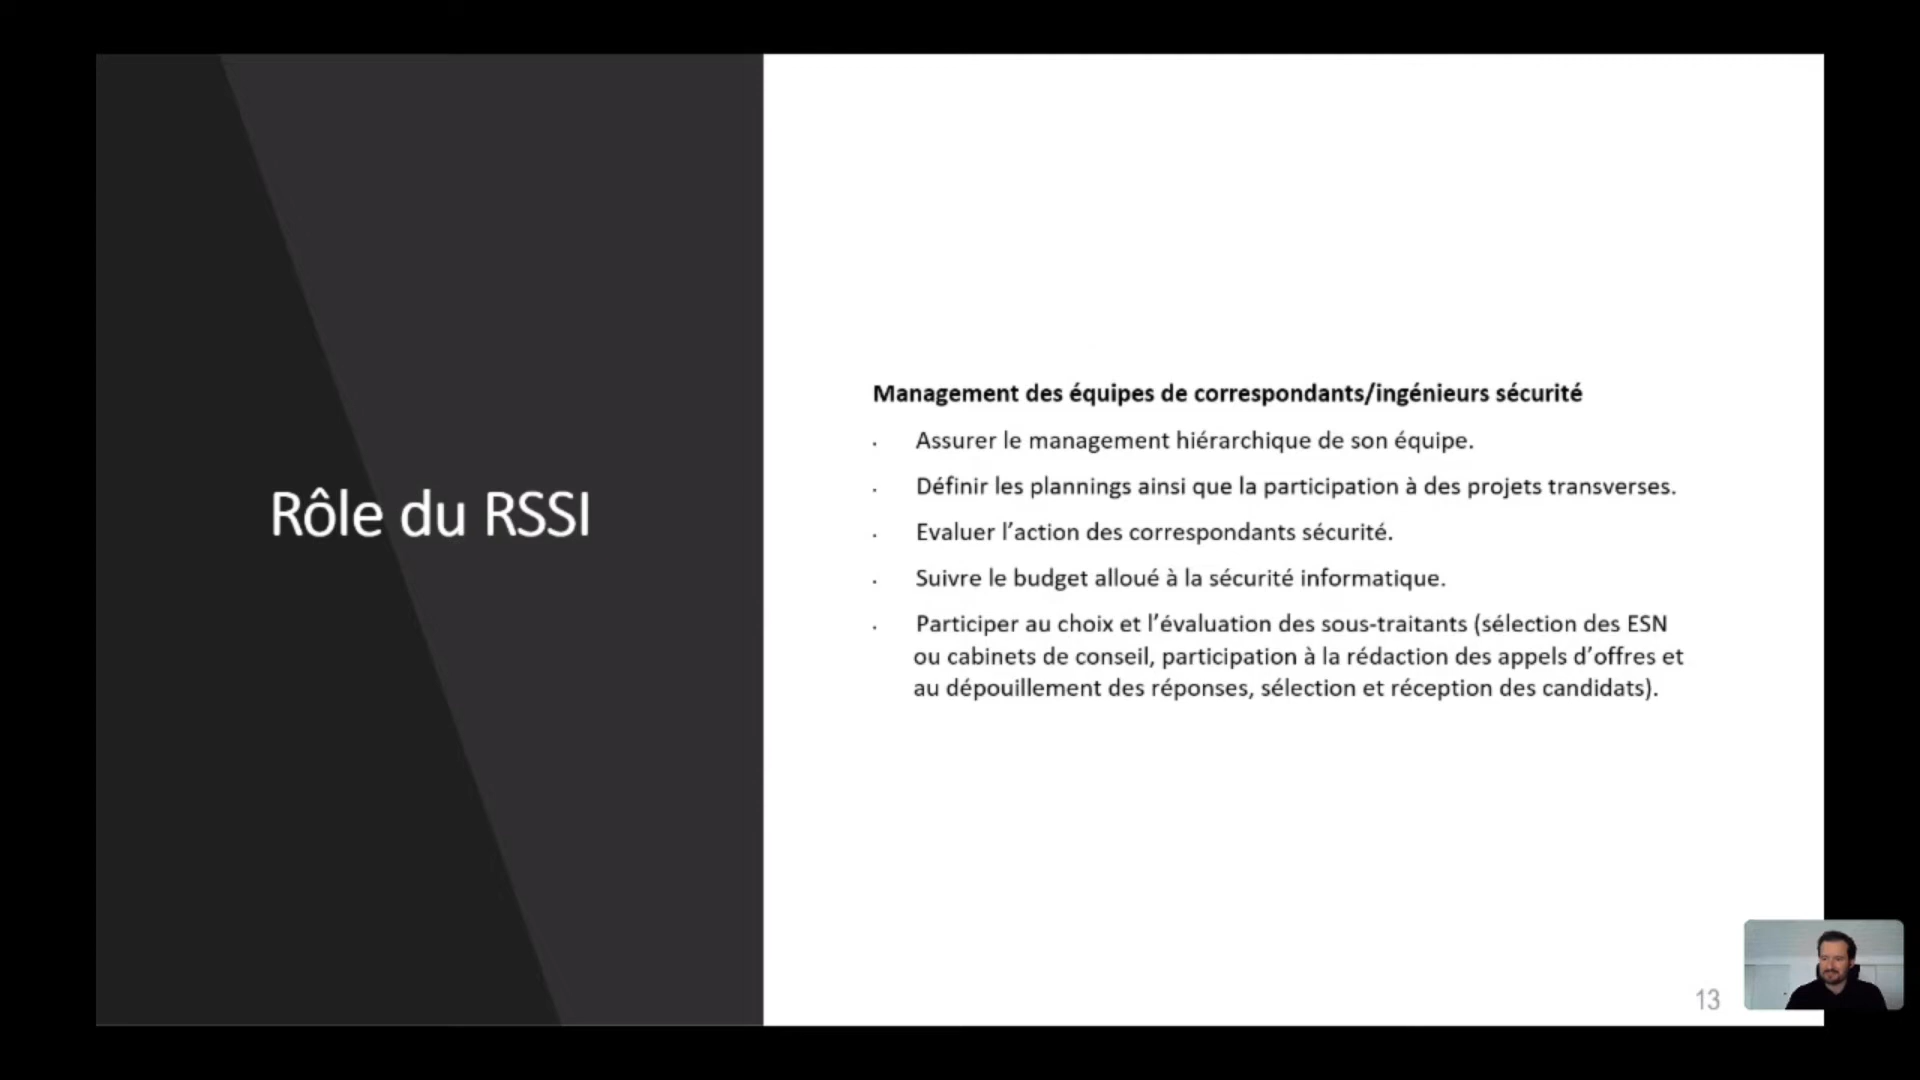 Rôle du RSSI
Management des équipes de correspondants/ingénieurs sécurité
· Assurer le management hiérarchique de son équipe.
· Définir les plannings ainsi que la participation à des projets transverses.
· Evaluer l’action des correspondants sécurité.
· Suivre le budget alloué à la sécurité informatique.
· Participer au choix et l’évaluation des sous-traitants (sélection des ESN
ou cabinets de conseil, participation à la rédaction des appels d’offres et
au dépouillement des réponses, sélection et réception des candidats).
13